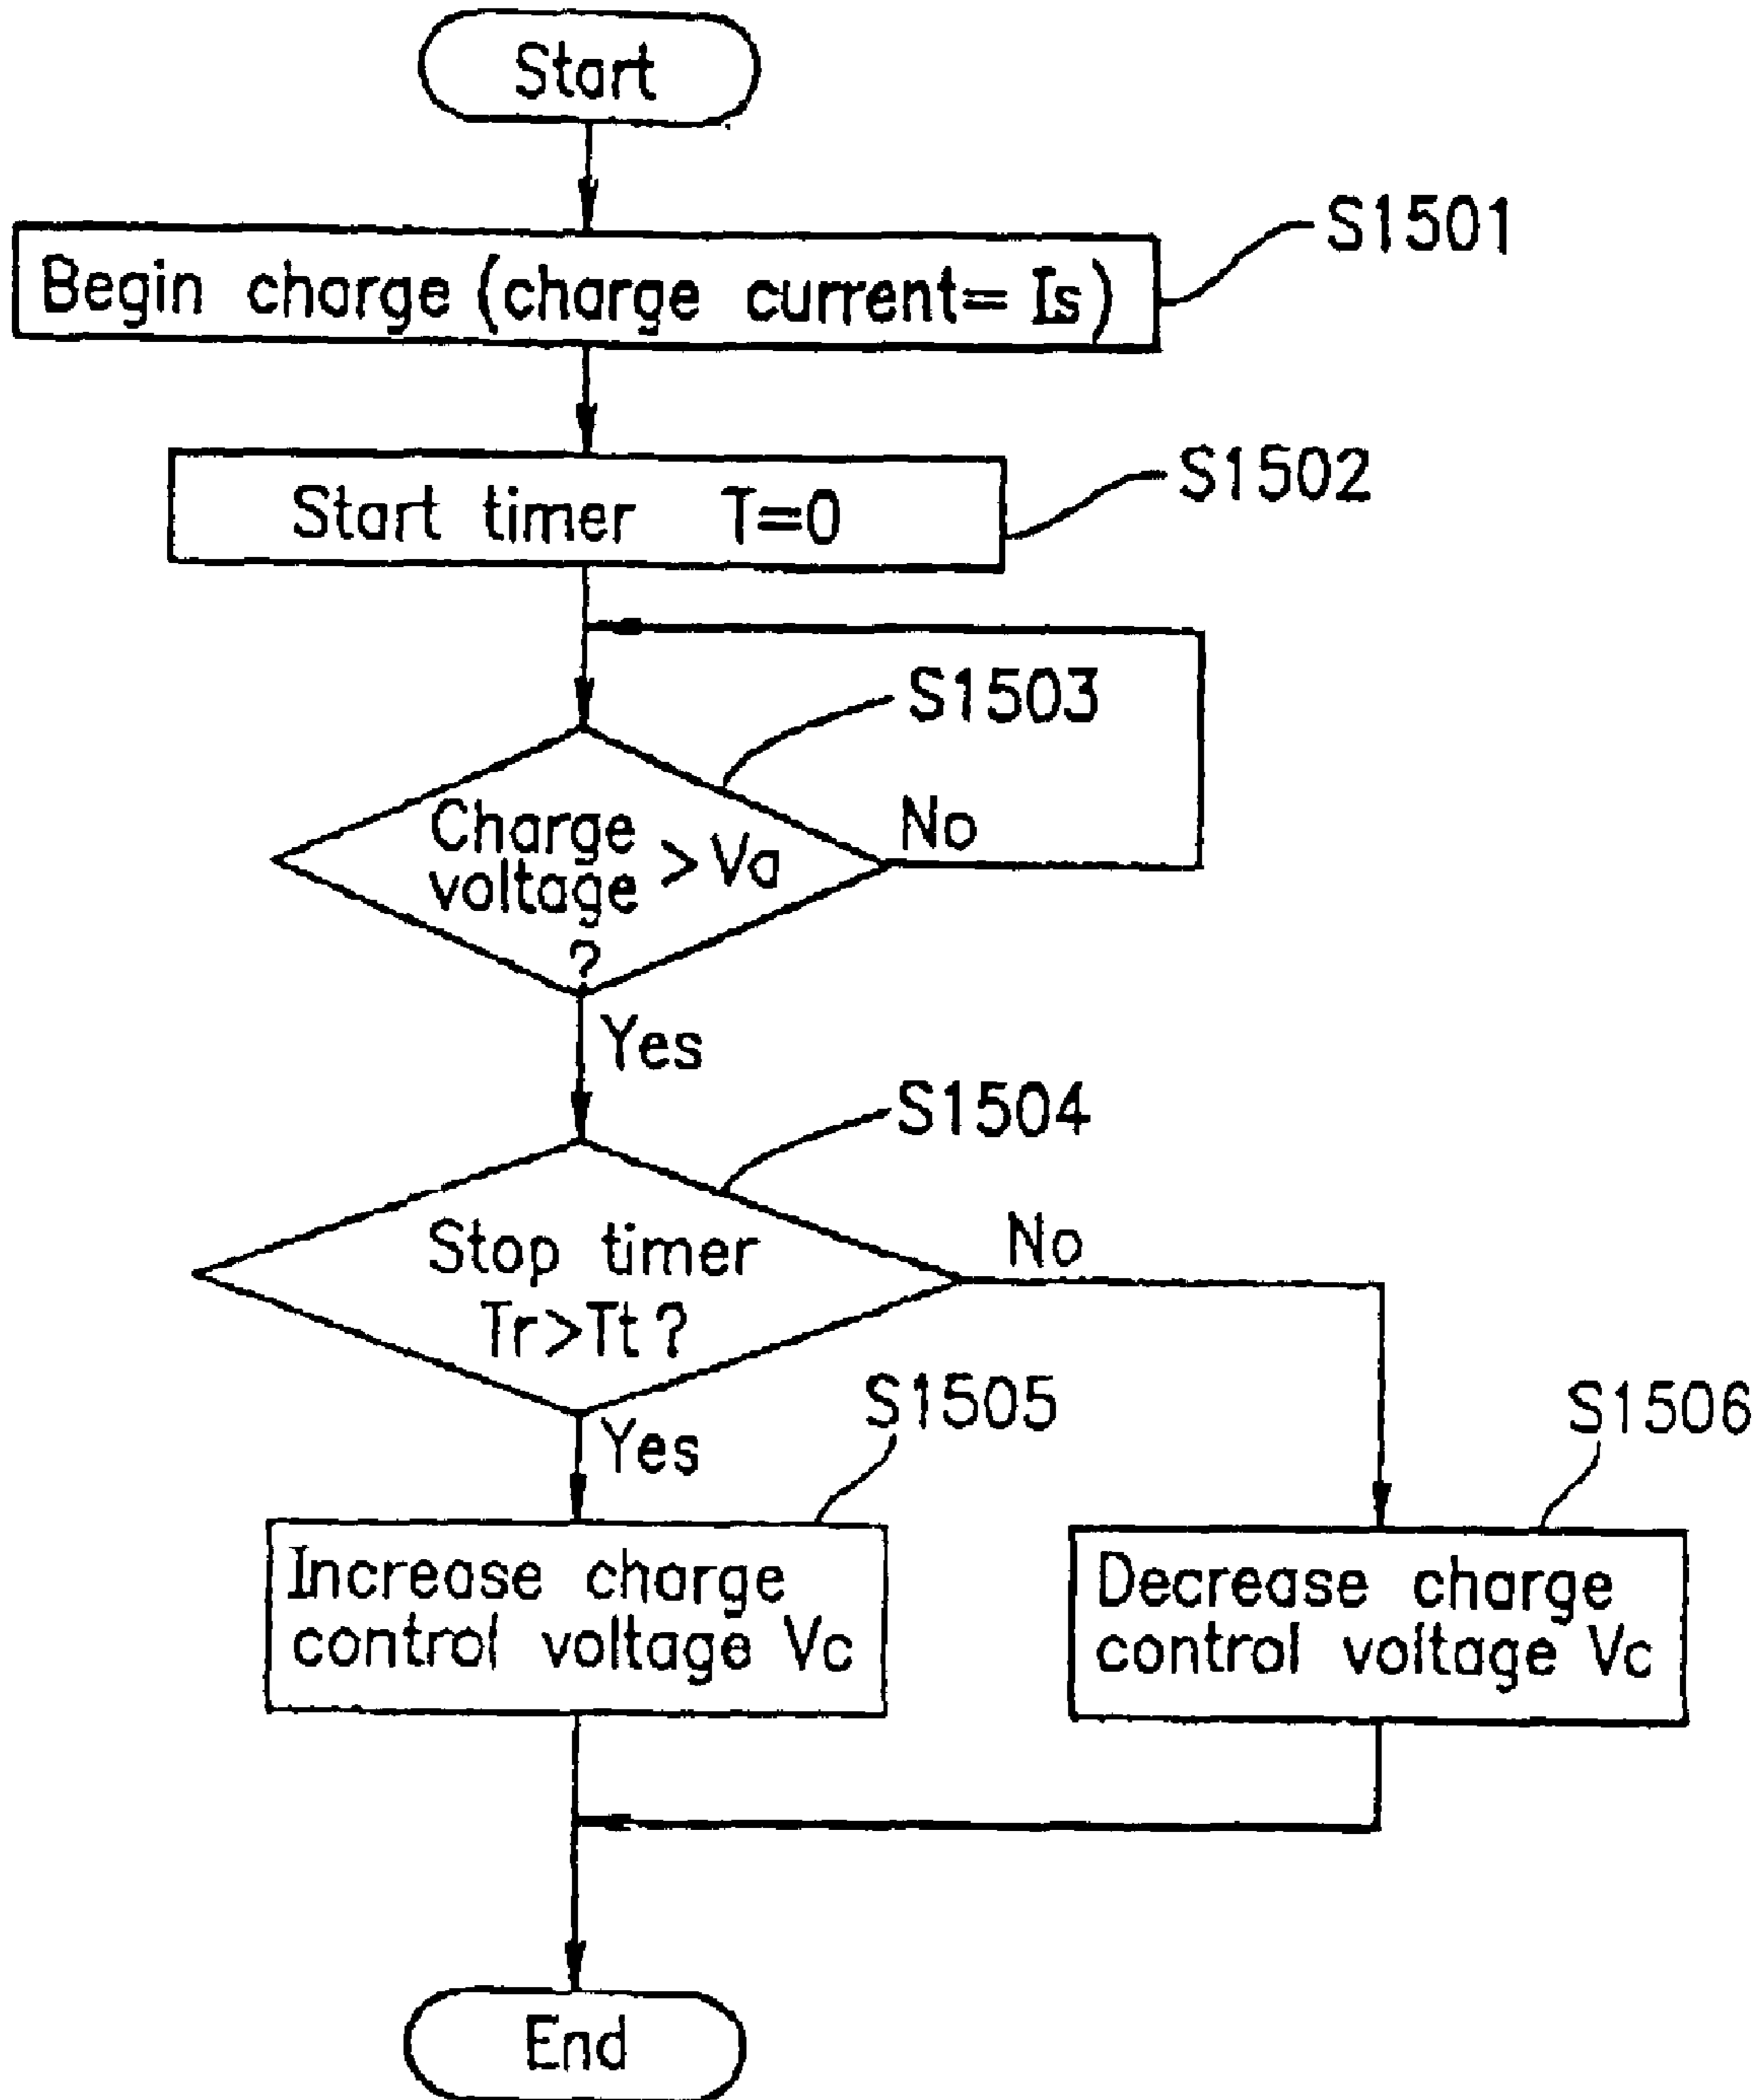 Start
S1501
Begin charge (charge current= Is)
S1502
Start timer T=0
S1503
Charge
voltage
> Va
?
No
Yes
S1504
Stop timer
Tr>Tt?
No
Yes
S1505
S1506
Increase charge
control voltage Vc
Decrease charge
control voltage Vc
End